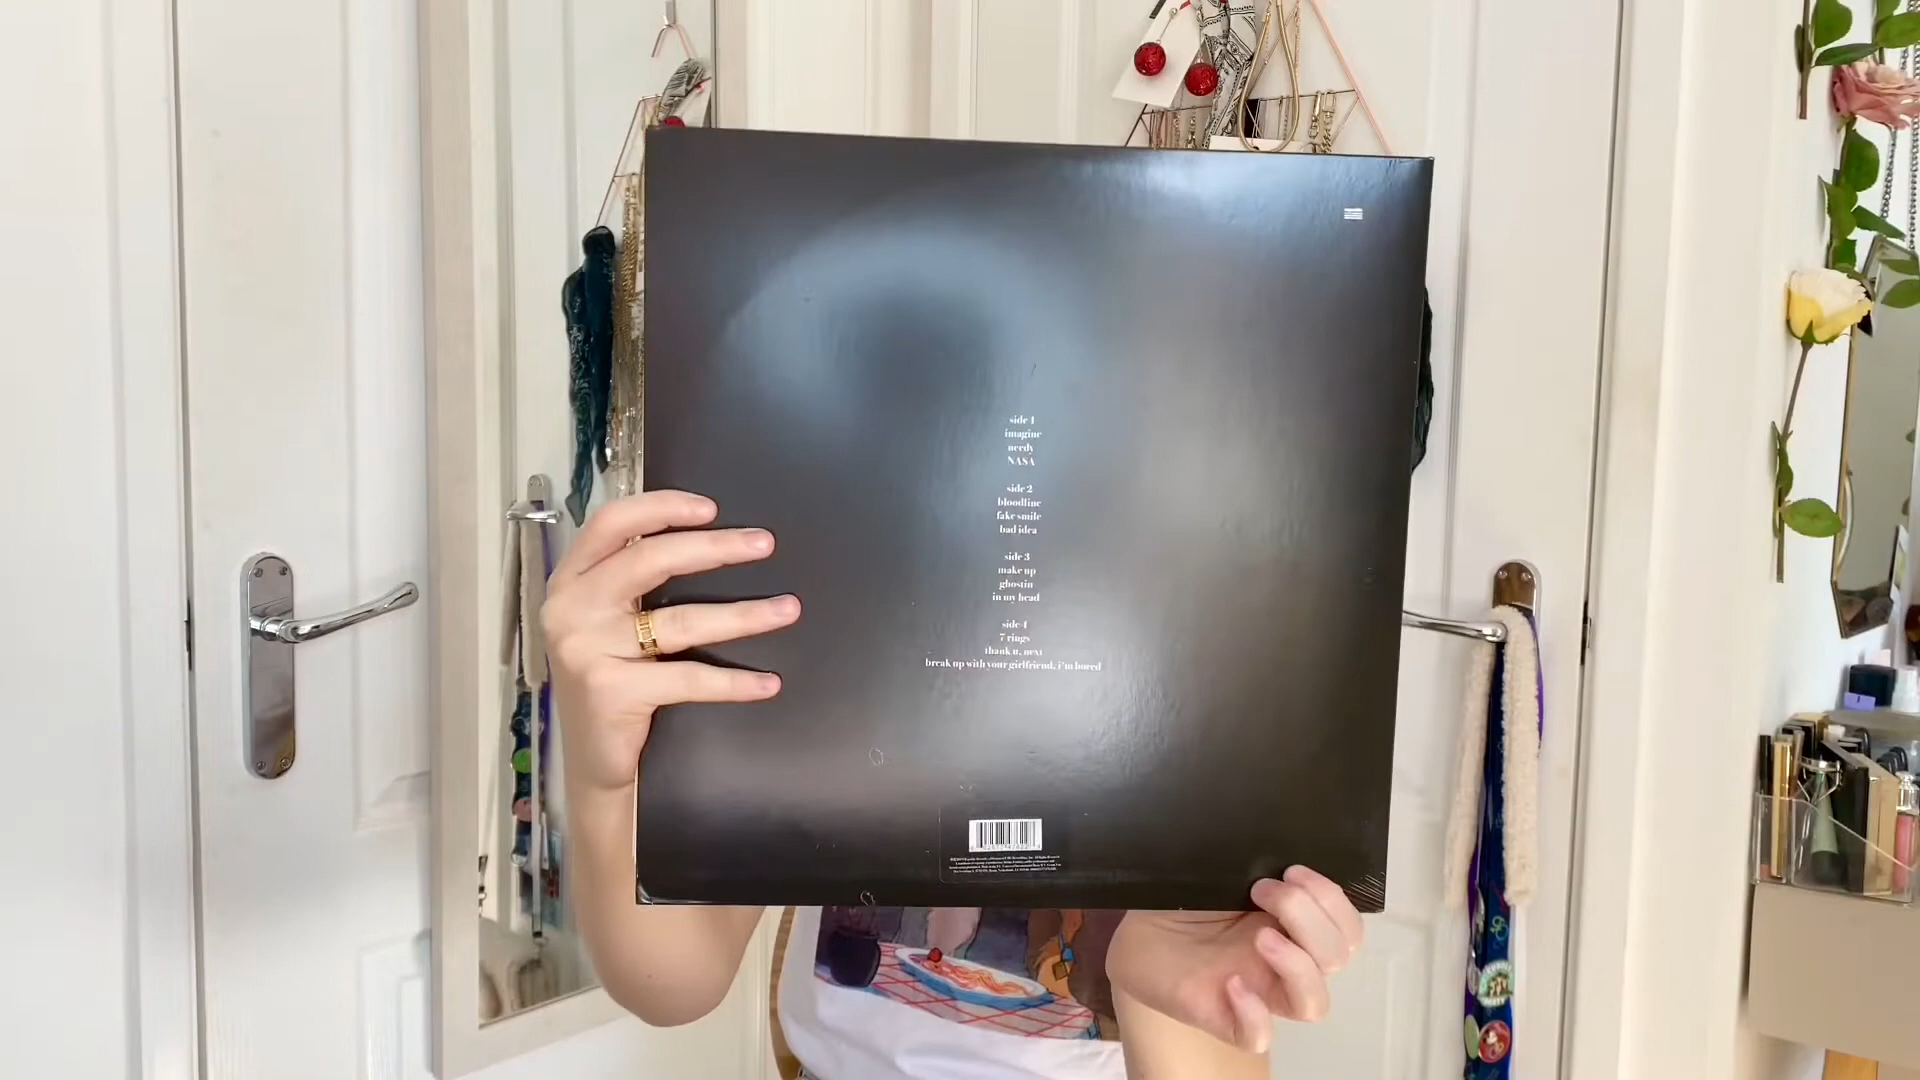 side 1
imagine
needy
NASA
side 2
bloodline
fake smile
bad idea
side 3
make up
ghostin
in my head
side 4
7 rings
thank u, next
break up with your girlfriend, i'm bored